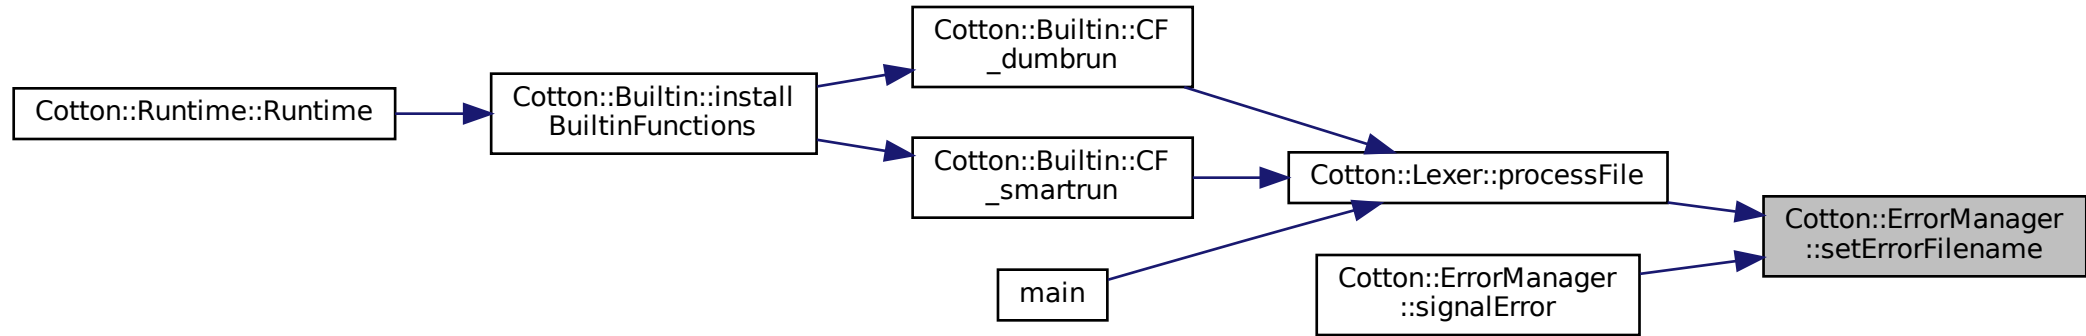 Cotton::Runtime::Runtime
Cotton::Builtin::install
BuiltinFunctions
Cotton::Builtin::CF
_dumbrun
Cotton::Builtin::CF
_smartrun
main
Cotton::Lexer::processFile
Cotton::ErrorManager
::signalError
Cotton::ErrorManager
::setErrorFilename